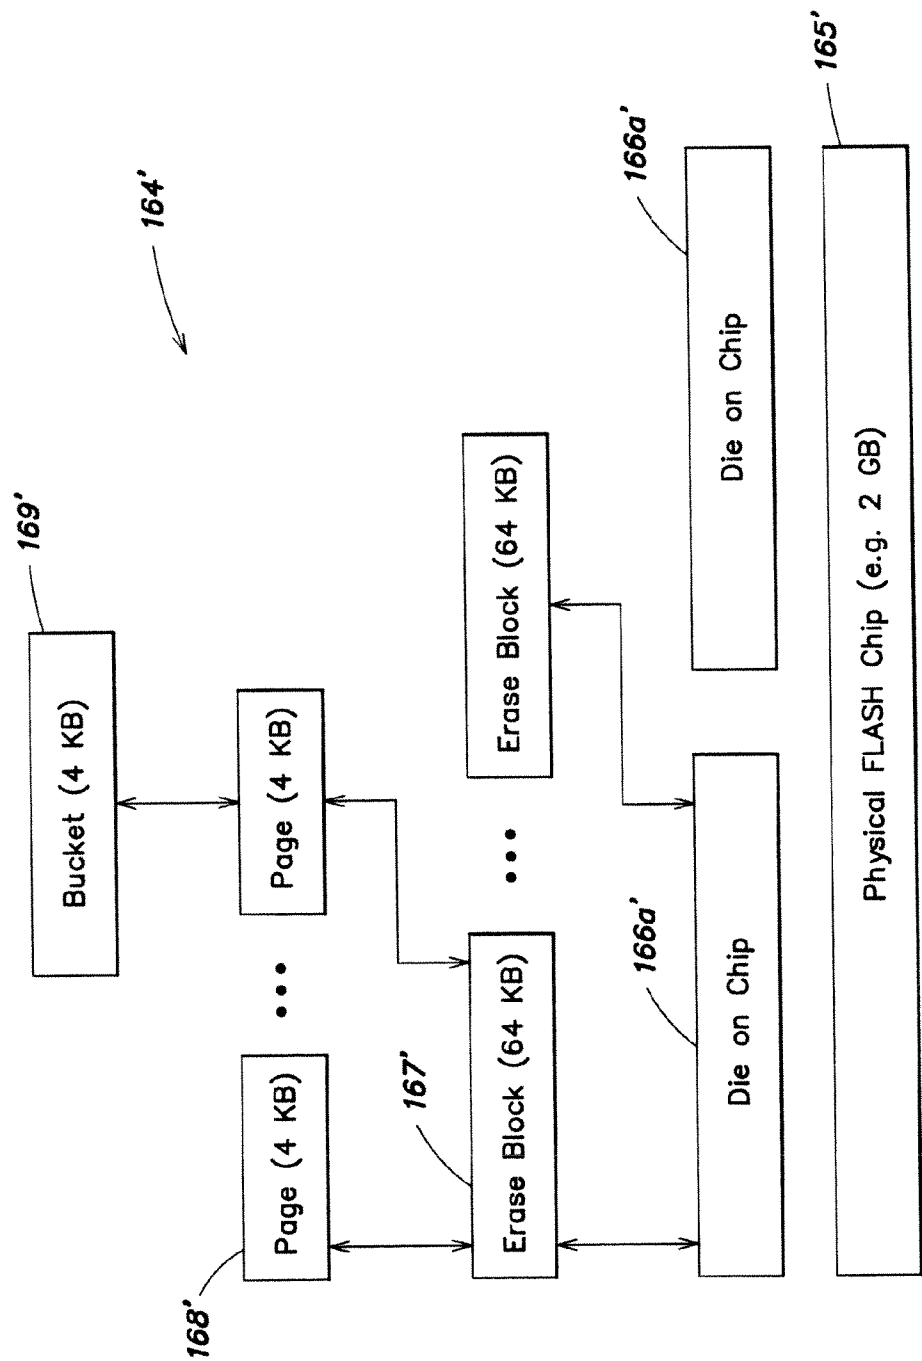 164'
169'
Bucket (4 KB)
168'
Page (4 KB)
•••
Page (4 KB)
167'
Erase Block (64 KB)
•••
Erase Block (64 KB)
166a'
Die on Chip
166a'
Die on Chip
165'
Physical FLASH Chip (e.g. 2 GB)